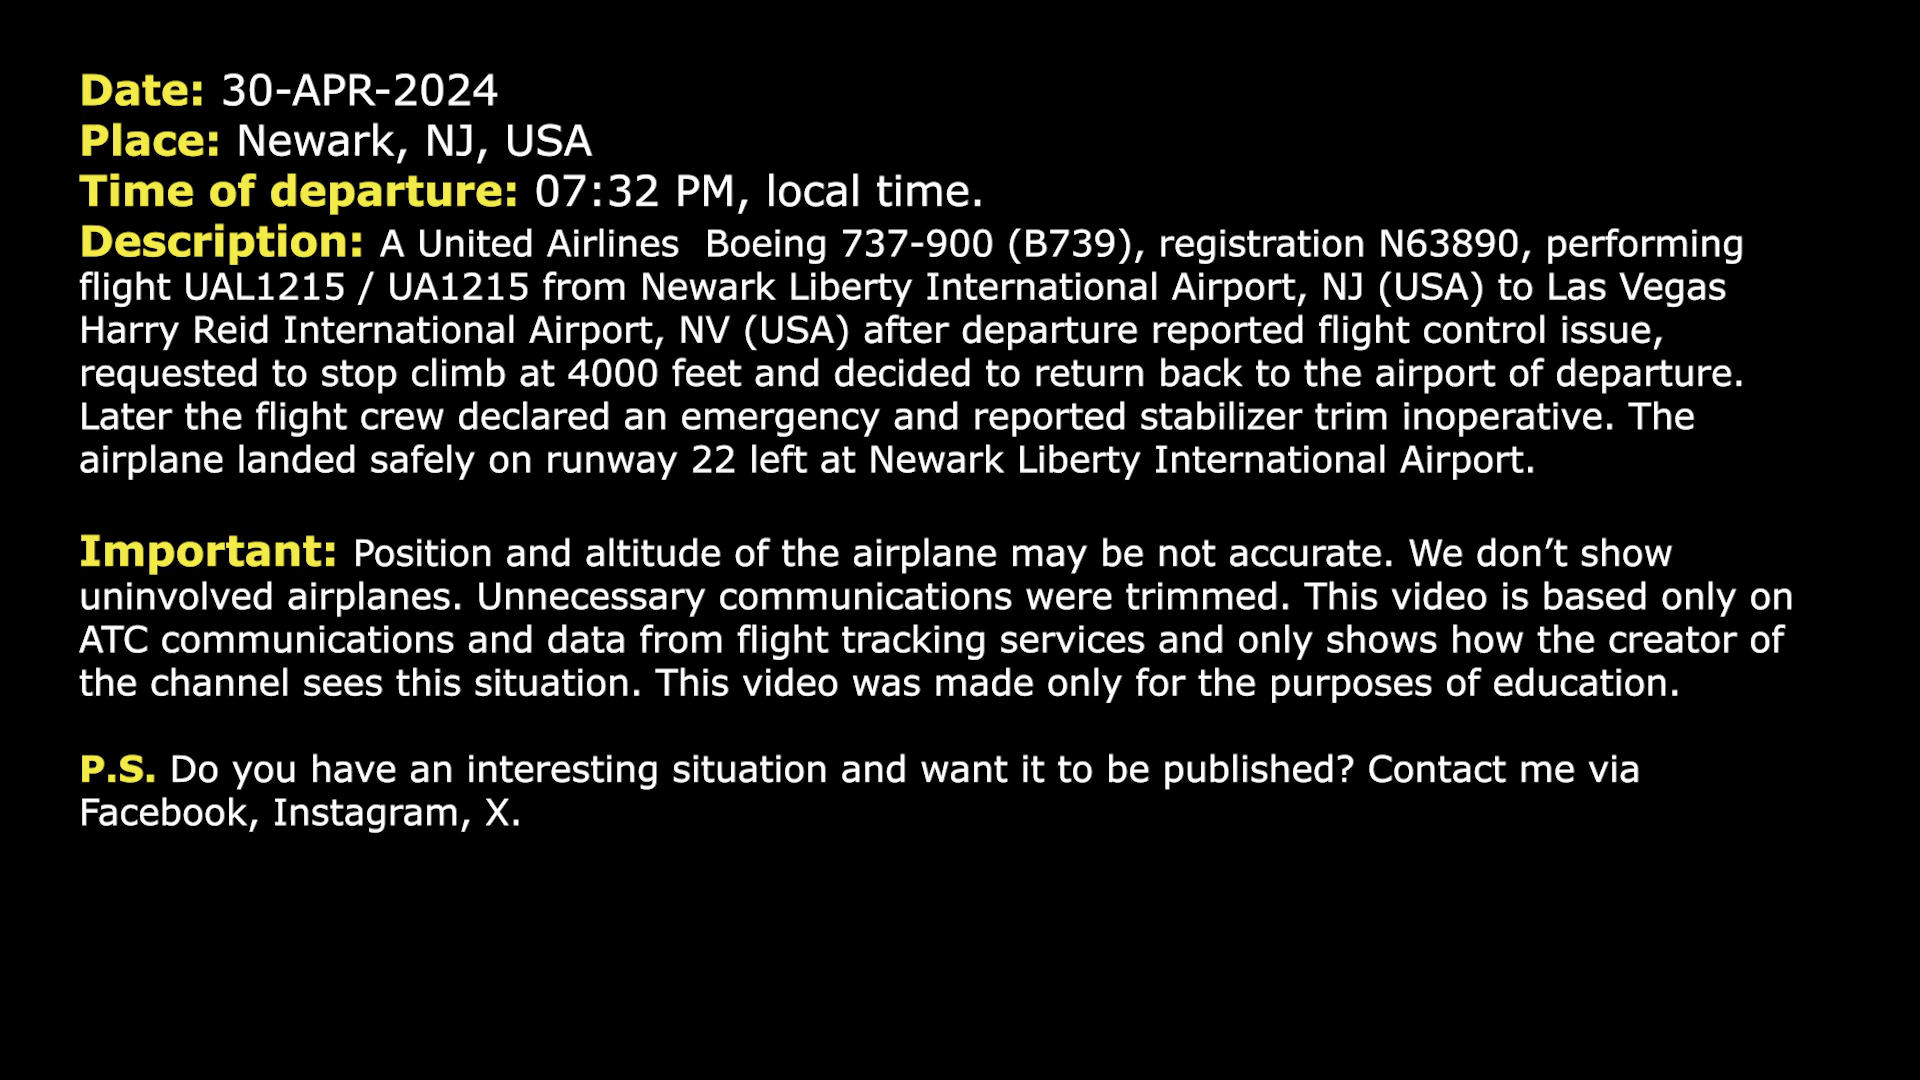 Date: 30-APR-2024
Place: Newark, NJ, USA
Time of departure: 07:32 PM, local time.
Description: A United Airlines  Boeing 737-900 (B739), registration N63890, performing
flight UAL1215 / UA1215 from Newark Liberty International Airport, NJ (USA) to Las Vegas
Harry Reid International Airport, NV (USA) after departure reported flight control issue,
requested to stop climb at 4000 feet and decided to return back to the airport of departure.
Later the flight crew declared an emergency and reported stabilizer trim inoperative. The
airplane landed safely on runway 22 left at Newark Liberty International Airport.
Important: Position and altitude of the airplane may be not accurate. We don’t show
uninvolved airplanes. Unnecessary communications were trimmed. This video is based only on
ATC communications and data from flight tracking services and only shows how the creator of
the channel sees this situation. This video was made only for the purposes of education.
P.S. Do you have an interesting situation and want it to be published? Contact me via
Facebook, Instagram, X.